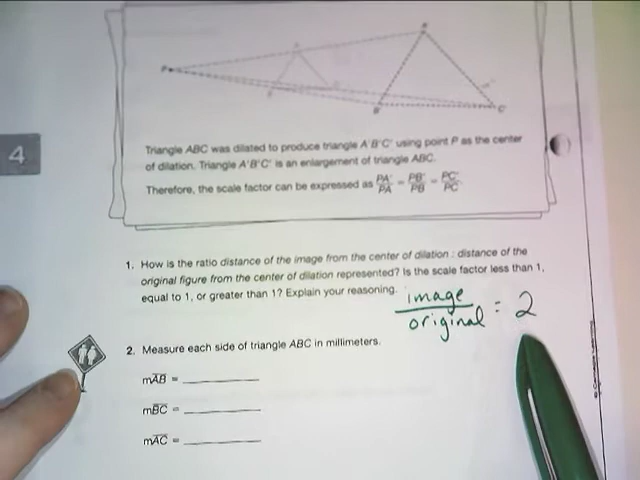 4
P
C'
Triangle ABC was dilated to produce triangle A'B'C' using point P as the center
of dilation. Triangle A'B'C' is an enlargement of triangle ABC.
Therefore, the scale factor can be expressed as PA'/PA = PB'/PB = PC'/PC.
1. How is the ratio distance of the image from the center of dilation : distance of the
original figure from the center of dilation represented? Is the scale factor less than 1,
equal to 1, or greater than 1? Explain your reasoning.
image/original = 2
2. Measure each side of triangle ABC in millimeters.
mAB =
mBC =
mAC =
© Carnegie Learning